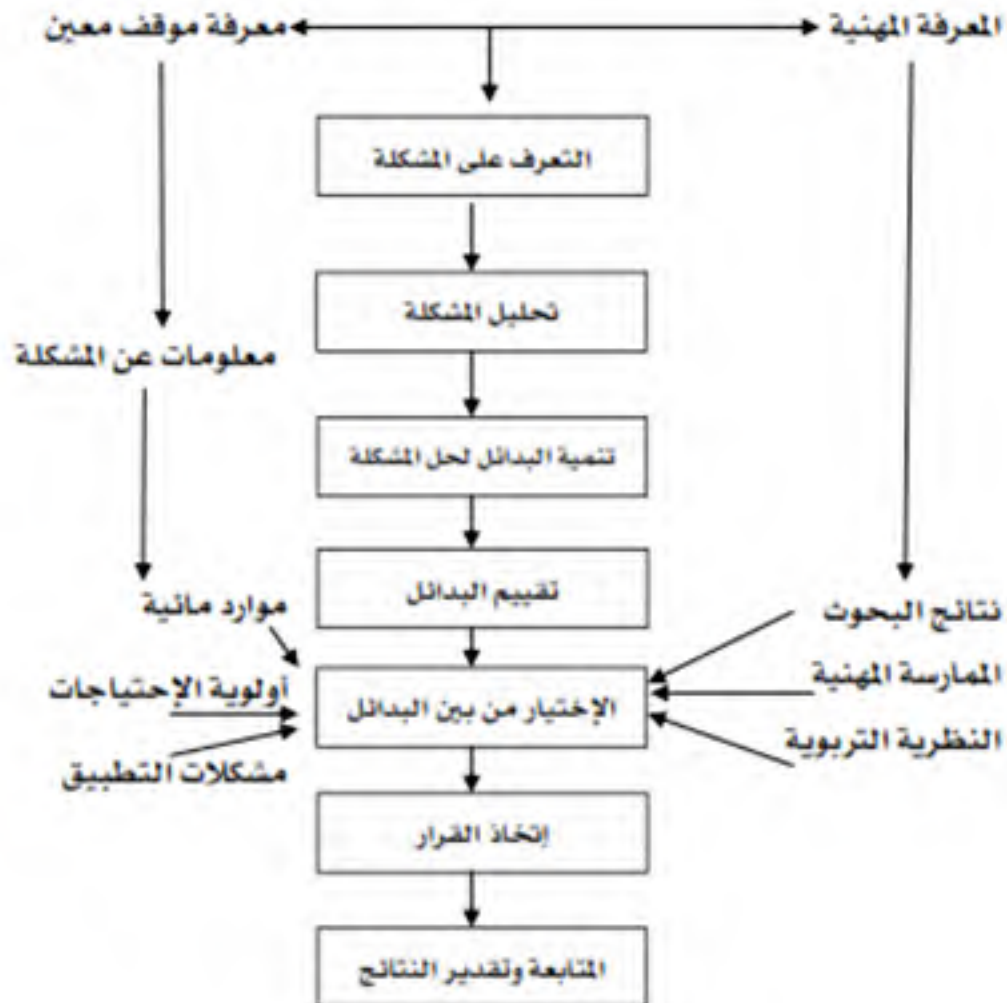 المعرفة المهنية
معرفة موقف معين
التعرف على المشكلة
تحليل المشكلة
معلومات عن المشكلة
تنمية البدائل لحل المشكلة
تقييم البدائل
نتائج البحوث
موارد مالية
الممارسة المهنية
الإختيار من بين البدائل
أولوية الإحتياجات
النظرية التربوية
مشكلات التطبيق
إتخاذ القرار
المتابعة وتقدير النتائج